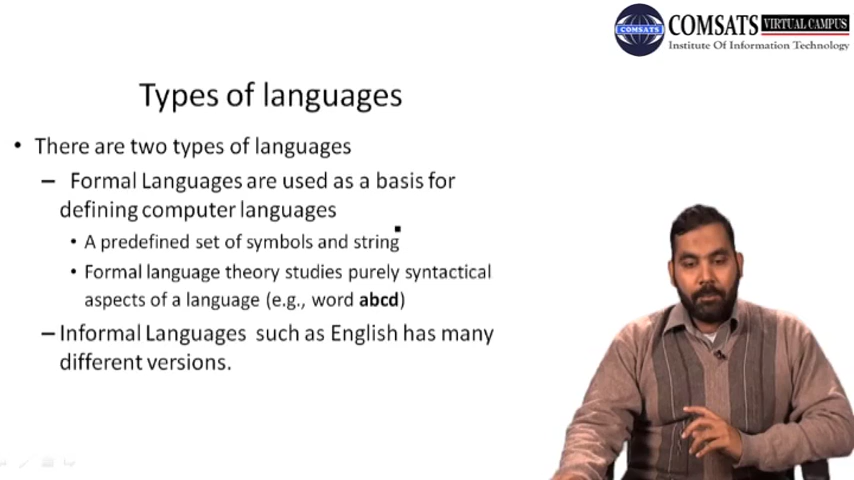 COMSATS VIRTUAL CAMPUS
Institute Of Information Technology
COMSATS
Types of languages
• There are two types of languages
– Formal Languages are used as a basis for
defining computer languages
• A predefined set of symbols and string
• Formal language theory studies purely syntactical
aspects of a language (e.g., word abcd)
– Informal Languages such as English has many
different versions.